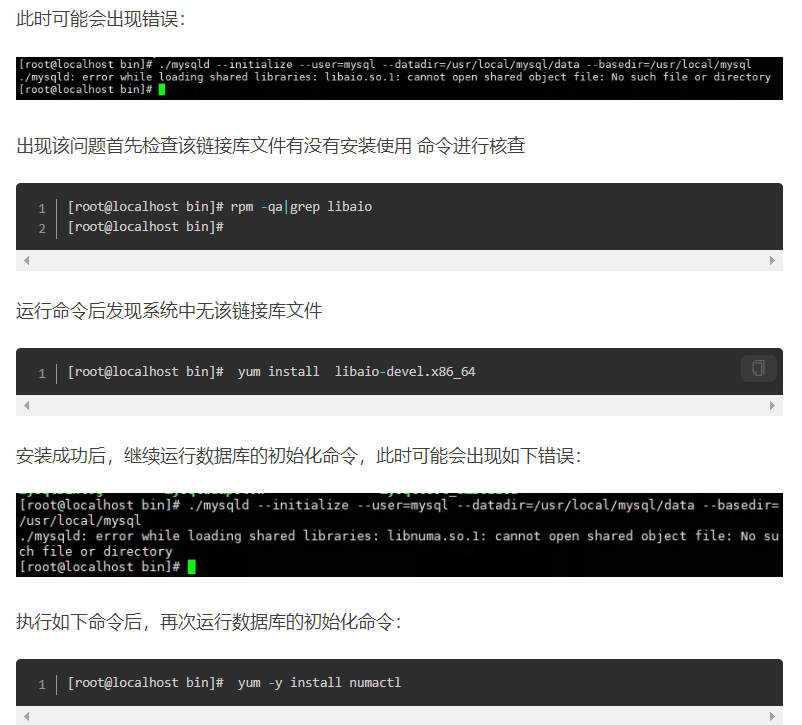 此时可能会出现错误：
[root@localhost bin]# ./mysqld --initialize --user=mysql --datadir=/usr/local/mysql/data --basedir=/usr/local/mysql
./mysqld: error while loading shared libraries: libaio.so.1: cannot open shared object file: No such file or directory
[root@localhost bin]#
出现该问题首先检查该链接库文件有没有安装使用 命令进行核查
1 [root@localhost bin]# rpm -qa|grep libaio
2 [root@localhost bin]#
运行命令后发现系统中无该链接库文件
1 [root@localhost bin]#  yum install  libaio-devel.x86_64
安装成功后，继续运行数据库的初始化命令，此时可能会出现如下错误：
[root@localhost bin]# ./mysqld --initialize --user=mysql --datadir=/usr/local/mysql/data --basedir=
/usr/local/mysql
./mysqld: error while loading shared libraries: libnuma.so.1: cannot open shared object file: No su
ch file or directory
[root@localhost bin]#
执行如下命令后，再次运行数据库的初始化命令：
1 [root@localhost bin]#  yum -y install numactl